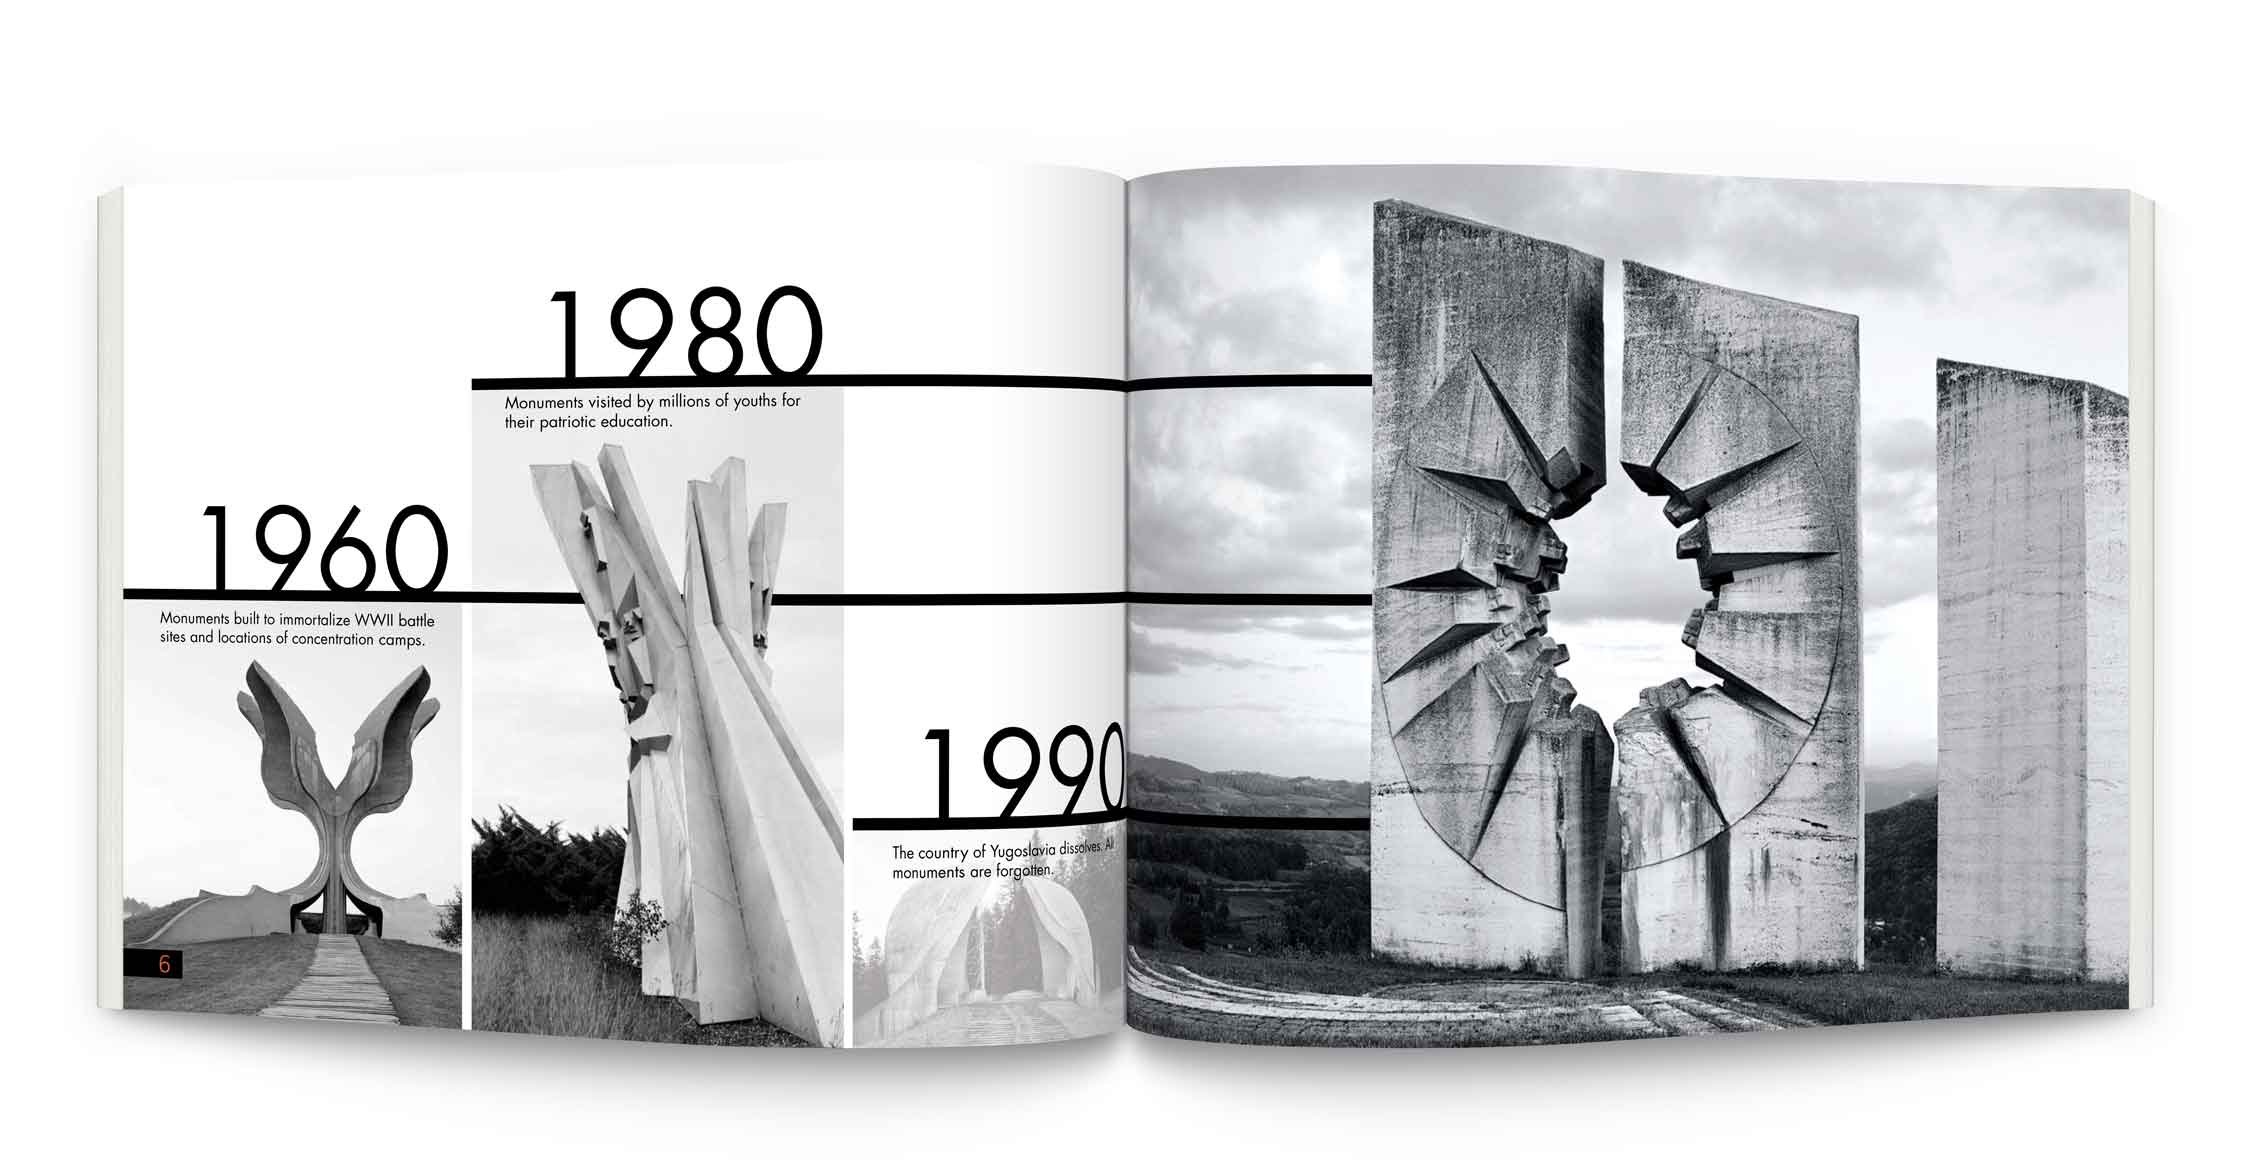 1960
Monuments built to immortalize WWII battle
sites and locations of concentration camps.
1980
Monuments visited by millions of youths for
their patriotic education.
1990
The country of Yugoslavia dissolves. All
monuments are forgotten.
6